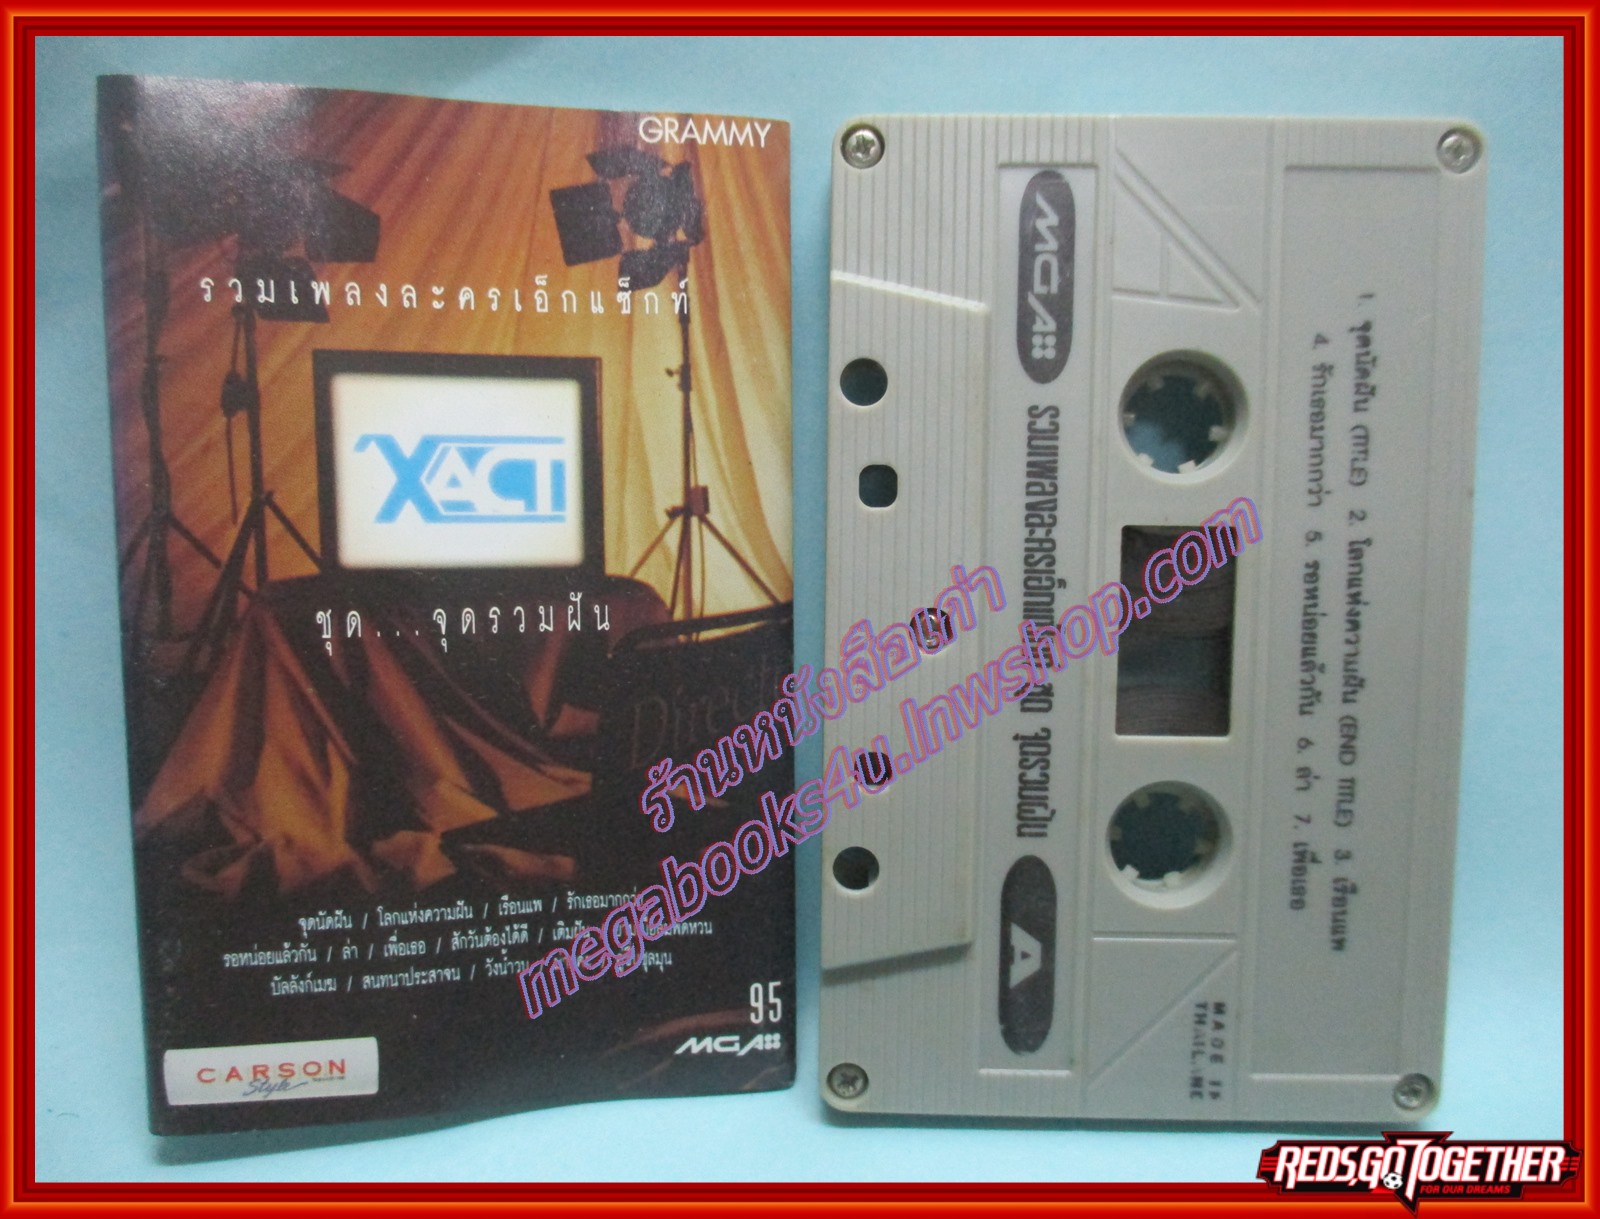 GRAMMY
รวมเพลงละครเอ็กแซ็กท์
XACT
ชุด...จุดรวมฝัน
Direct
จุดนัดฝัน / โลกแห่งความฝัน / เรือนแพ / รักเธอมากกว่า
รอหน่อยแล้วกัน / ล่า / เพื่อเธอ / สักวันต้องได้ดี / เติมฝัน
บัลลังก์เมฆ / สนทนาประสาจน / วังน้ำวน
95
MGA
CARSON
Style
MGA
รวมเพลงละครเอ็กแซ็กท์ ชุด จุดรวมฝัน
A
1. จุดนัดฝัน (TITLE) 2. โลกแห่งความฝัน (END TITLE) 3. เรือนแพ
4. รักเธอมากกว่า 5. รอหน่อยแล้วกัน 6. ล่า 7. เพื่อเธอ
MADE IN
THAILAND
ร้านหนังสือเก่า
megabooks4u.lnwshop.com
REDS,GO TOGETHER
FOR OUR DREAMS